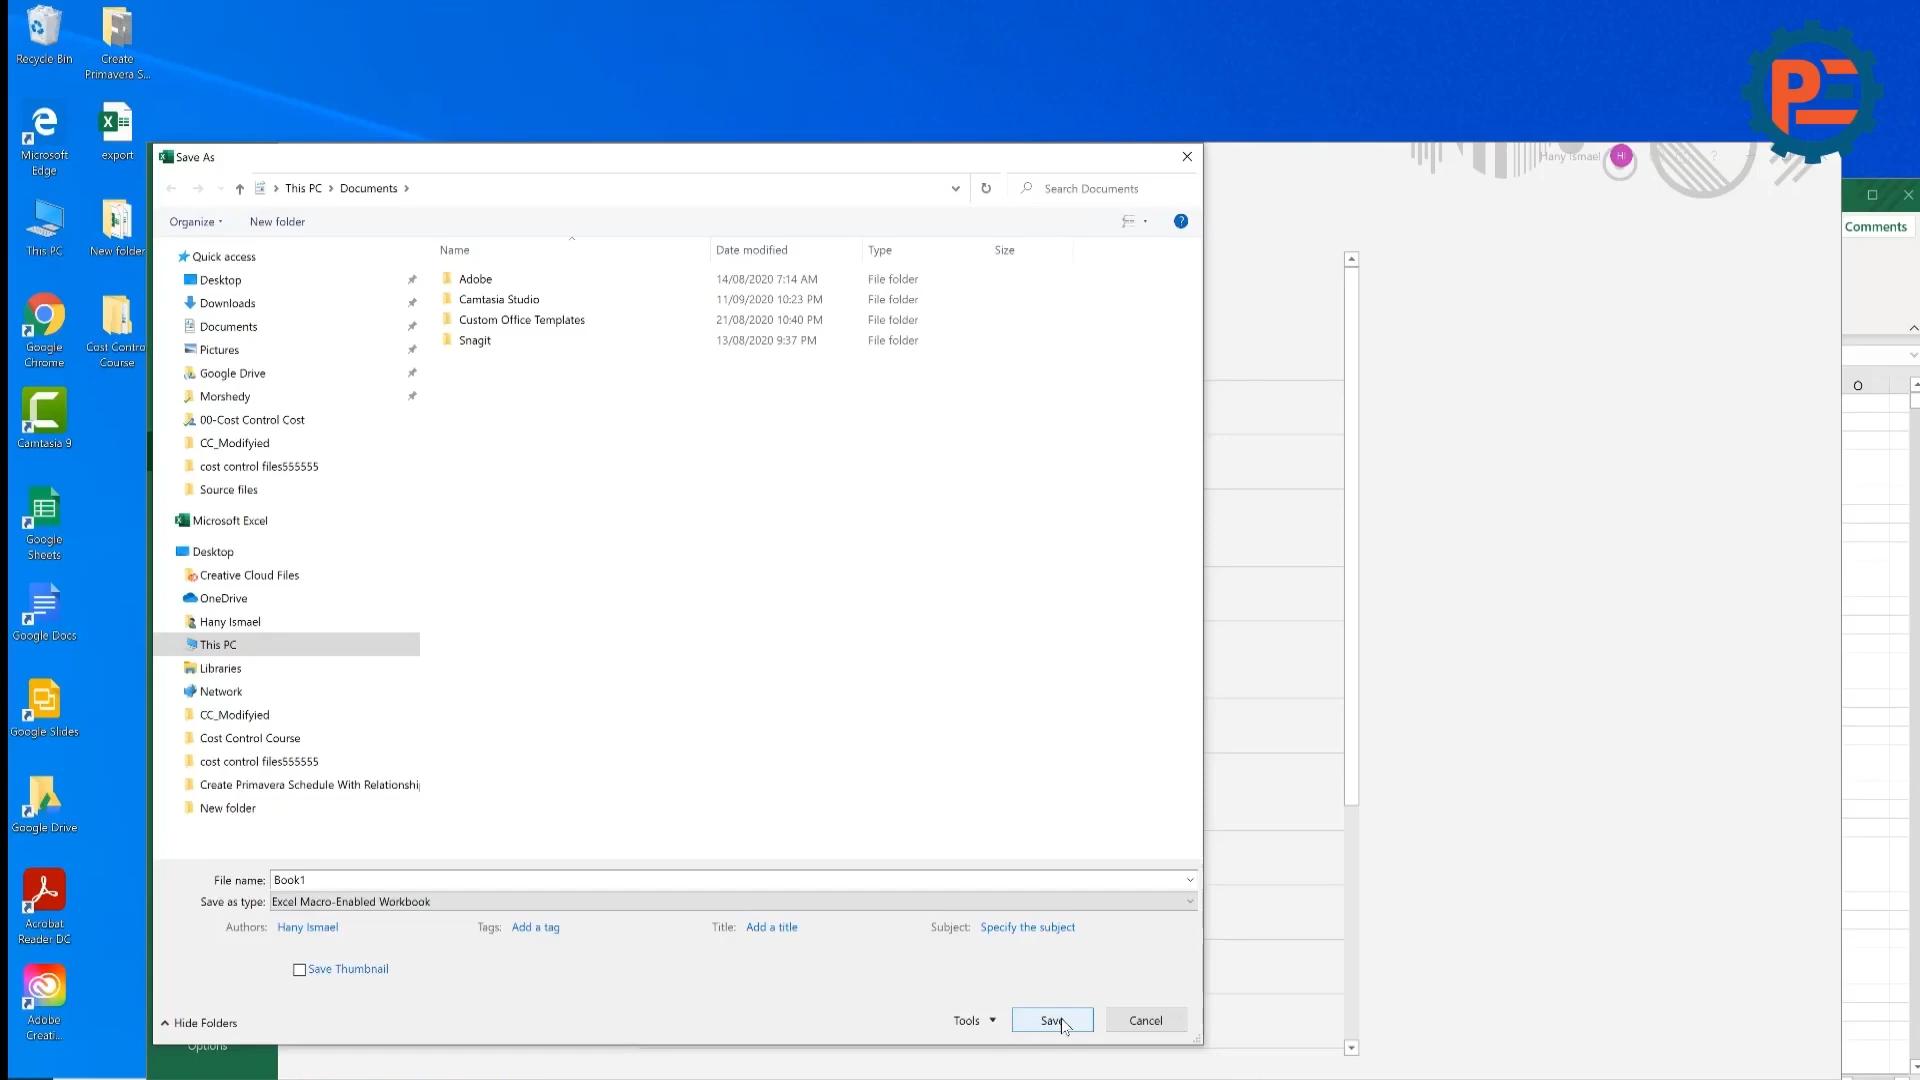 Recycle Bin
Create
Primavera S...
Microsoft
Edge
export
This PC
New folder
Google
Chrome
Cost Contro
Course
Camtasia 9
Google
Sheets
Google Docs
Google Slides
Google Drive
Acrobat
Reader DC
Adobe
Creati...
PE
Save As
This PC
Documents
Search Documents
Organize
New folder
Name
Date modified
Type
Size
Adobe
14/08/2020 7:14 AM
File folder
Camtasia Studio
11/09/2020 10:23 PM
File folder
Custom Office Templates
21/08/2020 10:40 PM
File folder
Snagit
13/08/2020 9:37 PM
File folder
Quick access
Desktop
Downloads
Documents
Pictures
Google Drive
Morshedy
00-Cost Control Cost
CC_Modifyied
cost control files555555
Source files
Microsoft Excel
Desktop
Creative Cloud Files
OneDrive
Hany Ismael
This PC
Libraries
Network
CC_Modifyied
Cost Control Course
cost control files555555
Create Primavera Schedule With Relationshi
New folder
File name: Book1
Save as type: Excel Macro-Enabled Workbook
Authors: Hany Ismael
Tags: Add a tag
Title: Add a title
Subject: Specify the subject
Save Thumbnail
Hide Folders
Tools
Save
Cancel
Options
Hany Ismael
HI
?
Comments
O